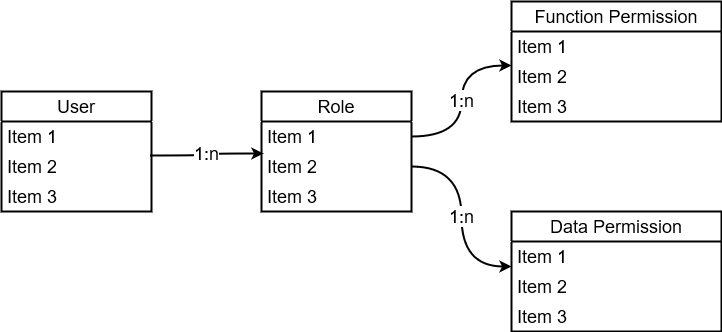 User
Item 1
Item 2
Item 3
1:n
Role
Item 1
Item 2
Item 3
1:n
1:n
Function Permission
Item 1
Item 2
Item 3
Data Permission
Item 1
Item 2
Item 3